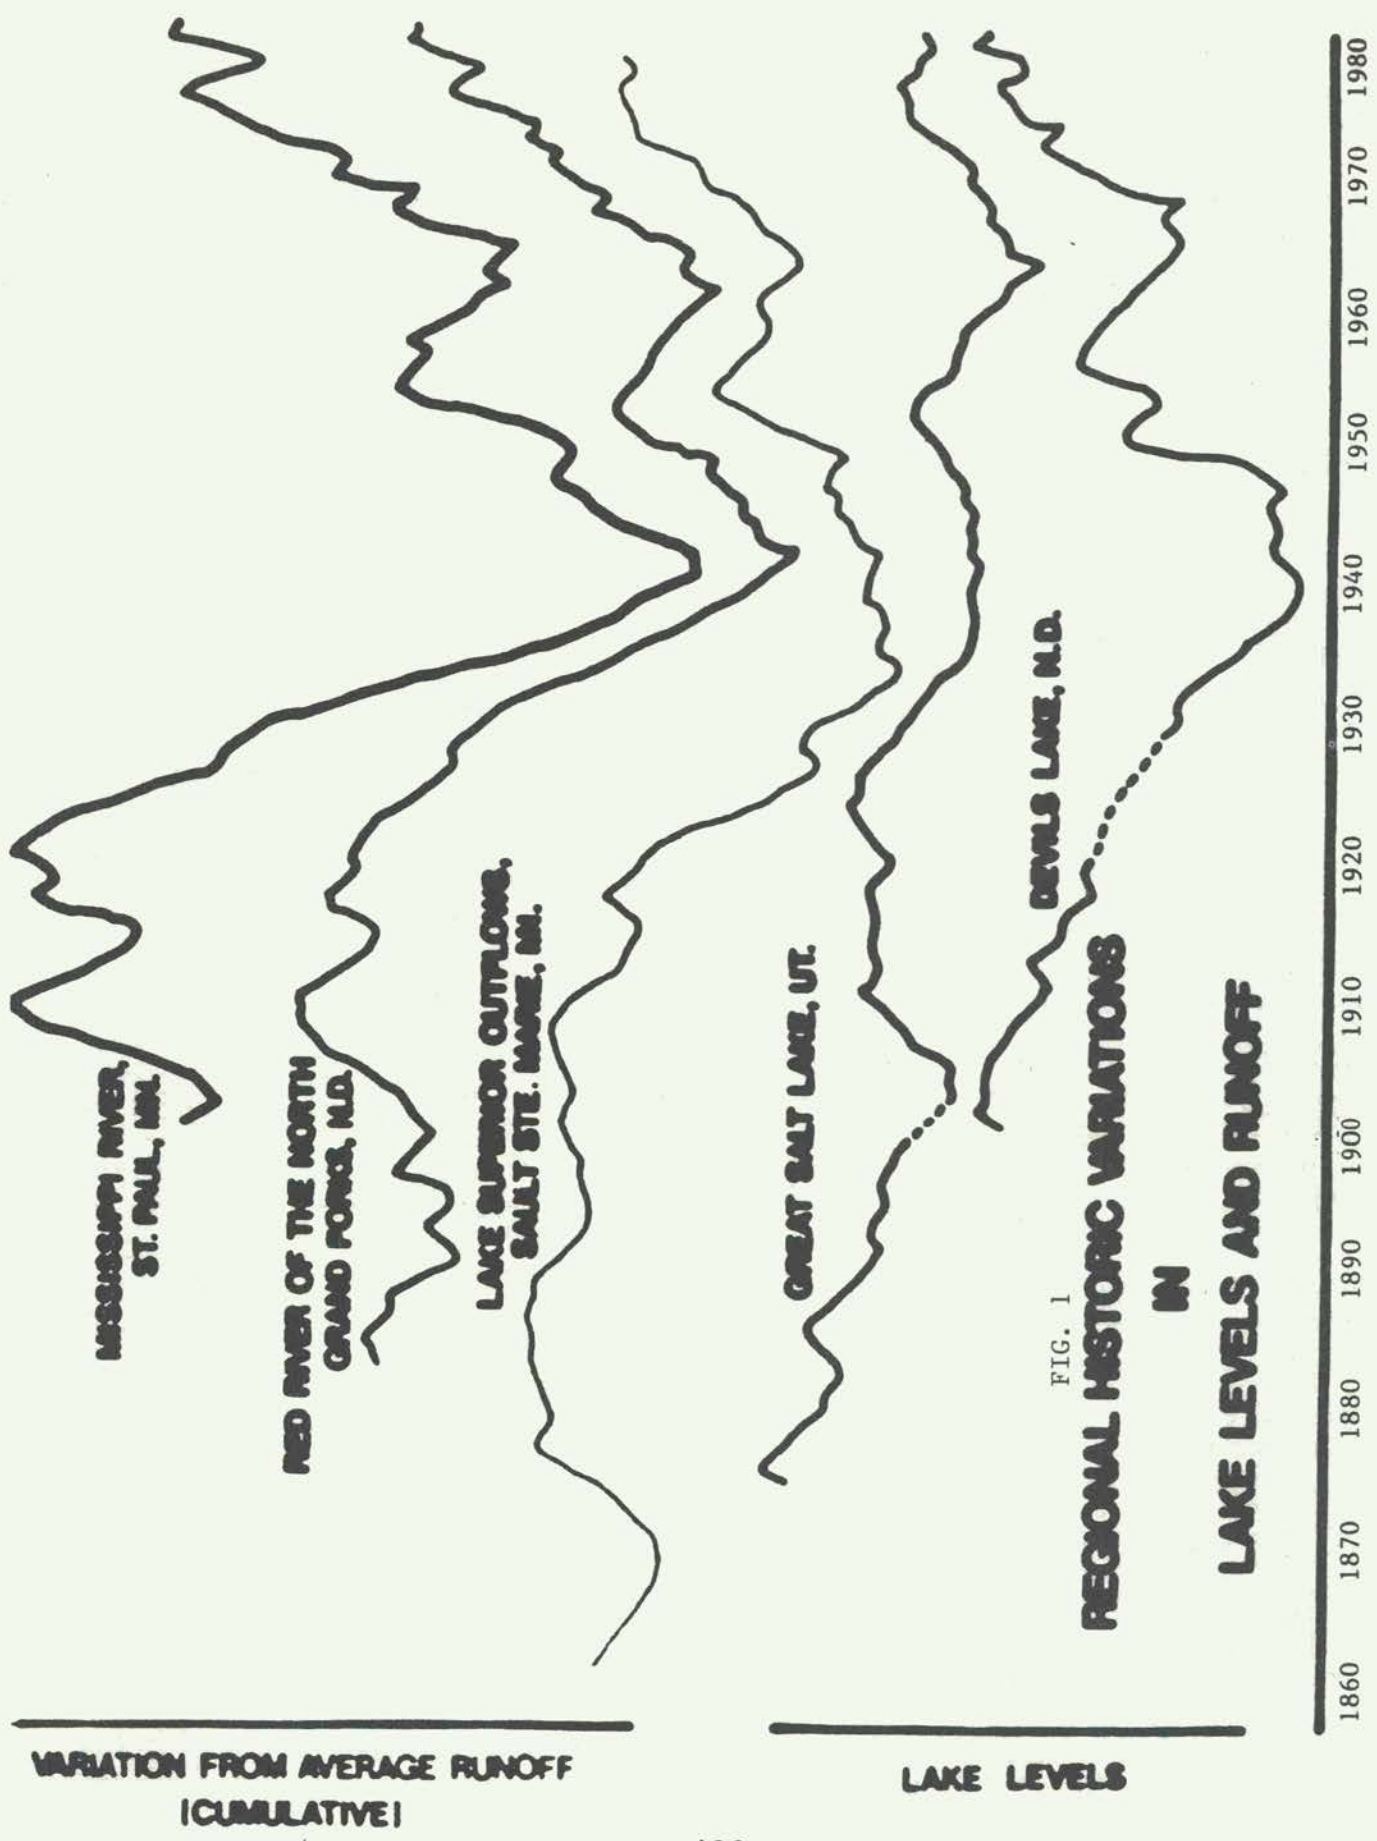 MISSISSIPPI RIVER,
ST. PAUL, MN.
RED RIVER OF THE NORTH
GRAND FORKS, N.D.
LAKE SUPERIOR OUTFLOWS,
SAULT STE. MARIE, MI.
GREAT SALT LAKE, UT.
DEVILS LAKE, N.D.
FIG. 1
REGIONAL HISTORIC VARIATIONS
IN
LAKE LEVELS AND RUNOFF
VARIATION FROM AVERAGE RUNOFF
(CUMULATIVE)
LAKE LEVELS
1860 1870 1880 1890 1900 1910 1920 1930 1940 1950 1960 1970 1980